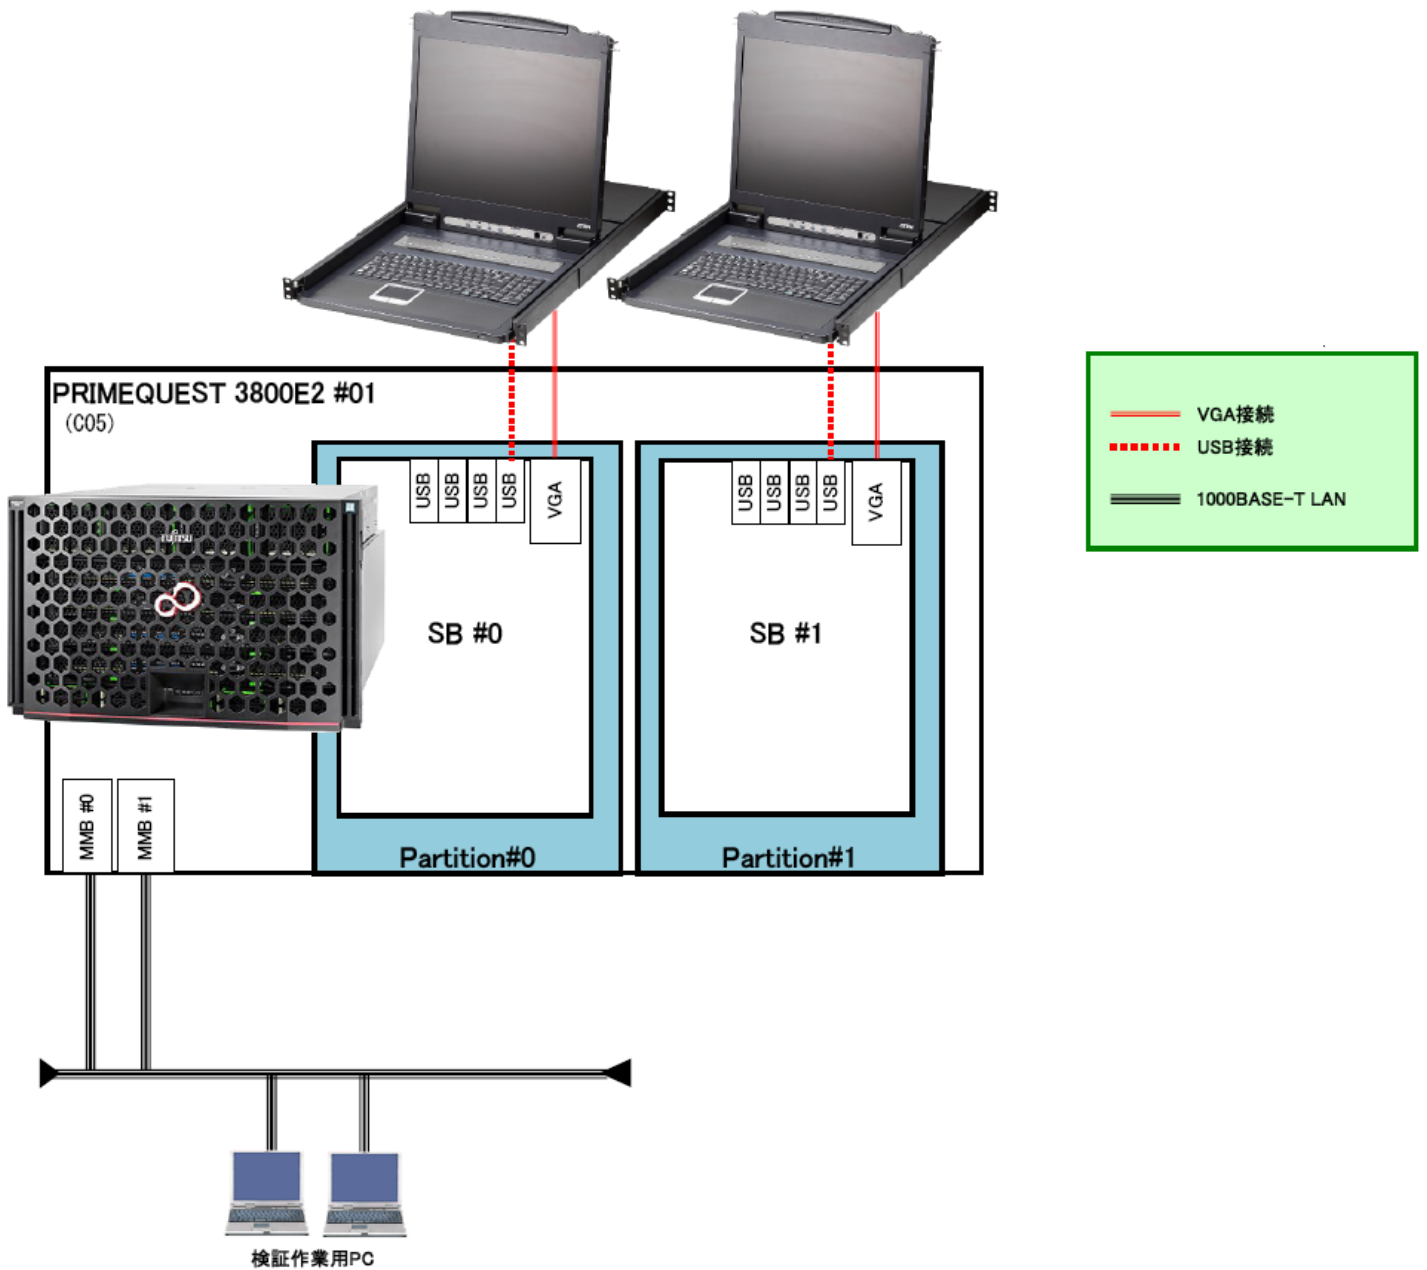 PRIMEQUEST 3800E2 #01
(C05)
VGA接続
USB接続
1000BASE-T LAN
USB
USB
USB
USB
VGA
USB
USB
USB
USB
VGA
FUJITSU
SB #0
SB #1
MMB #0
MMB #1
Partition#0
Partition#1
検証作業用PC